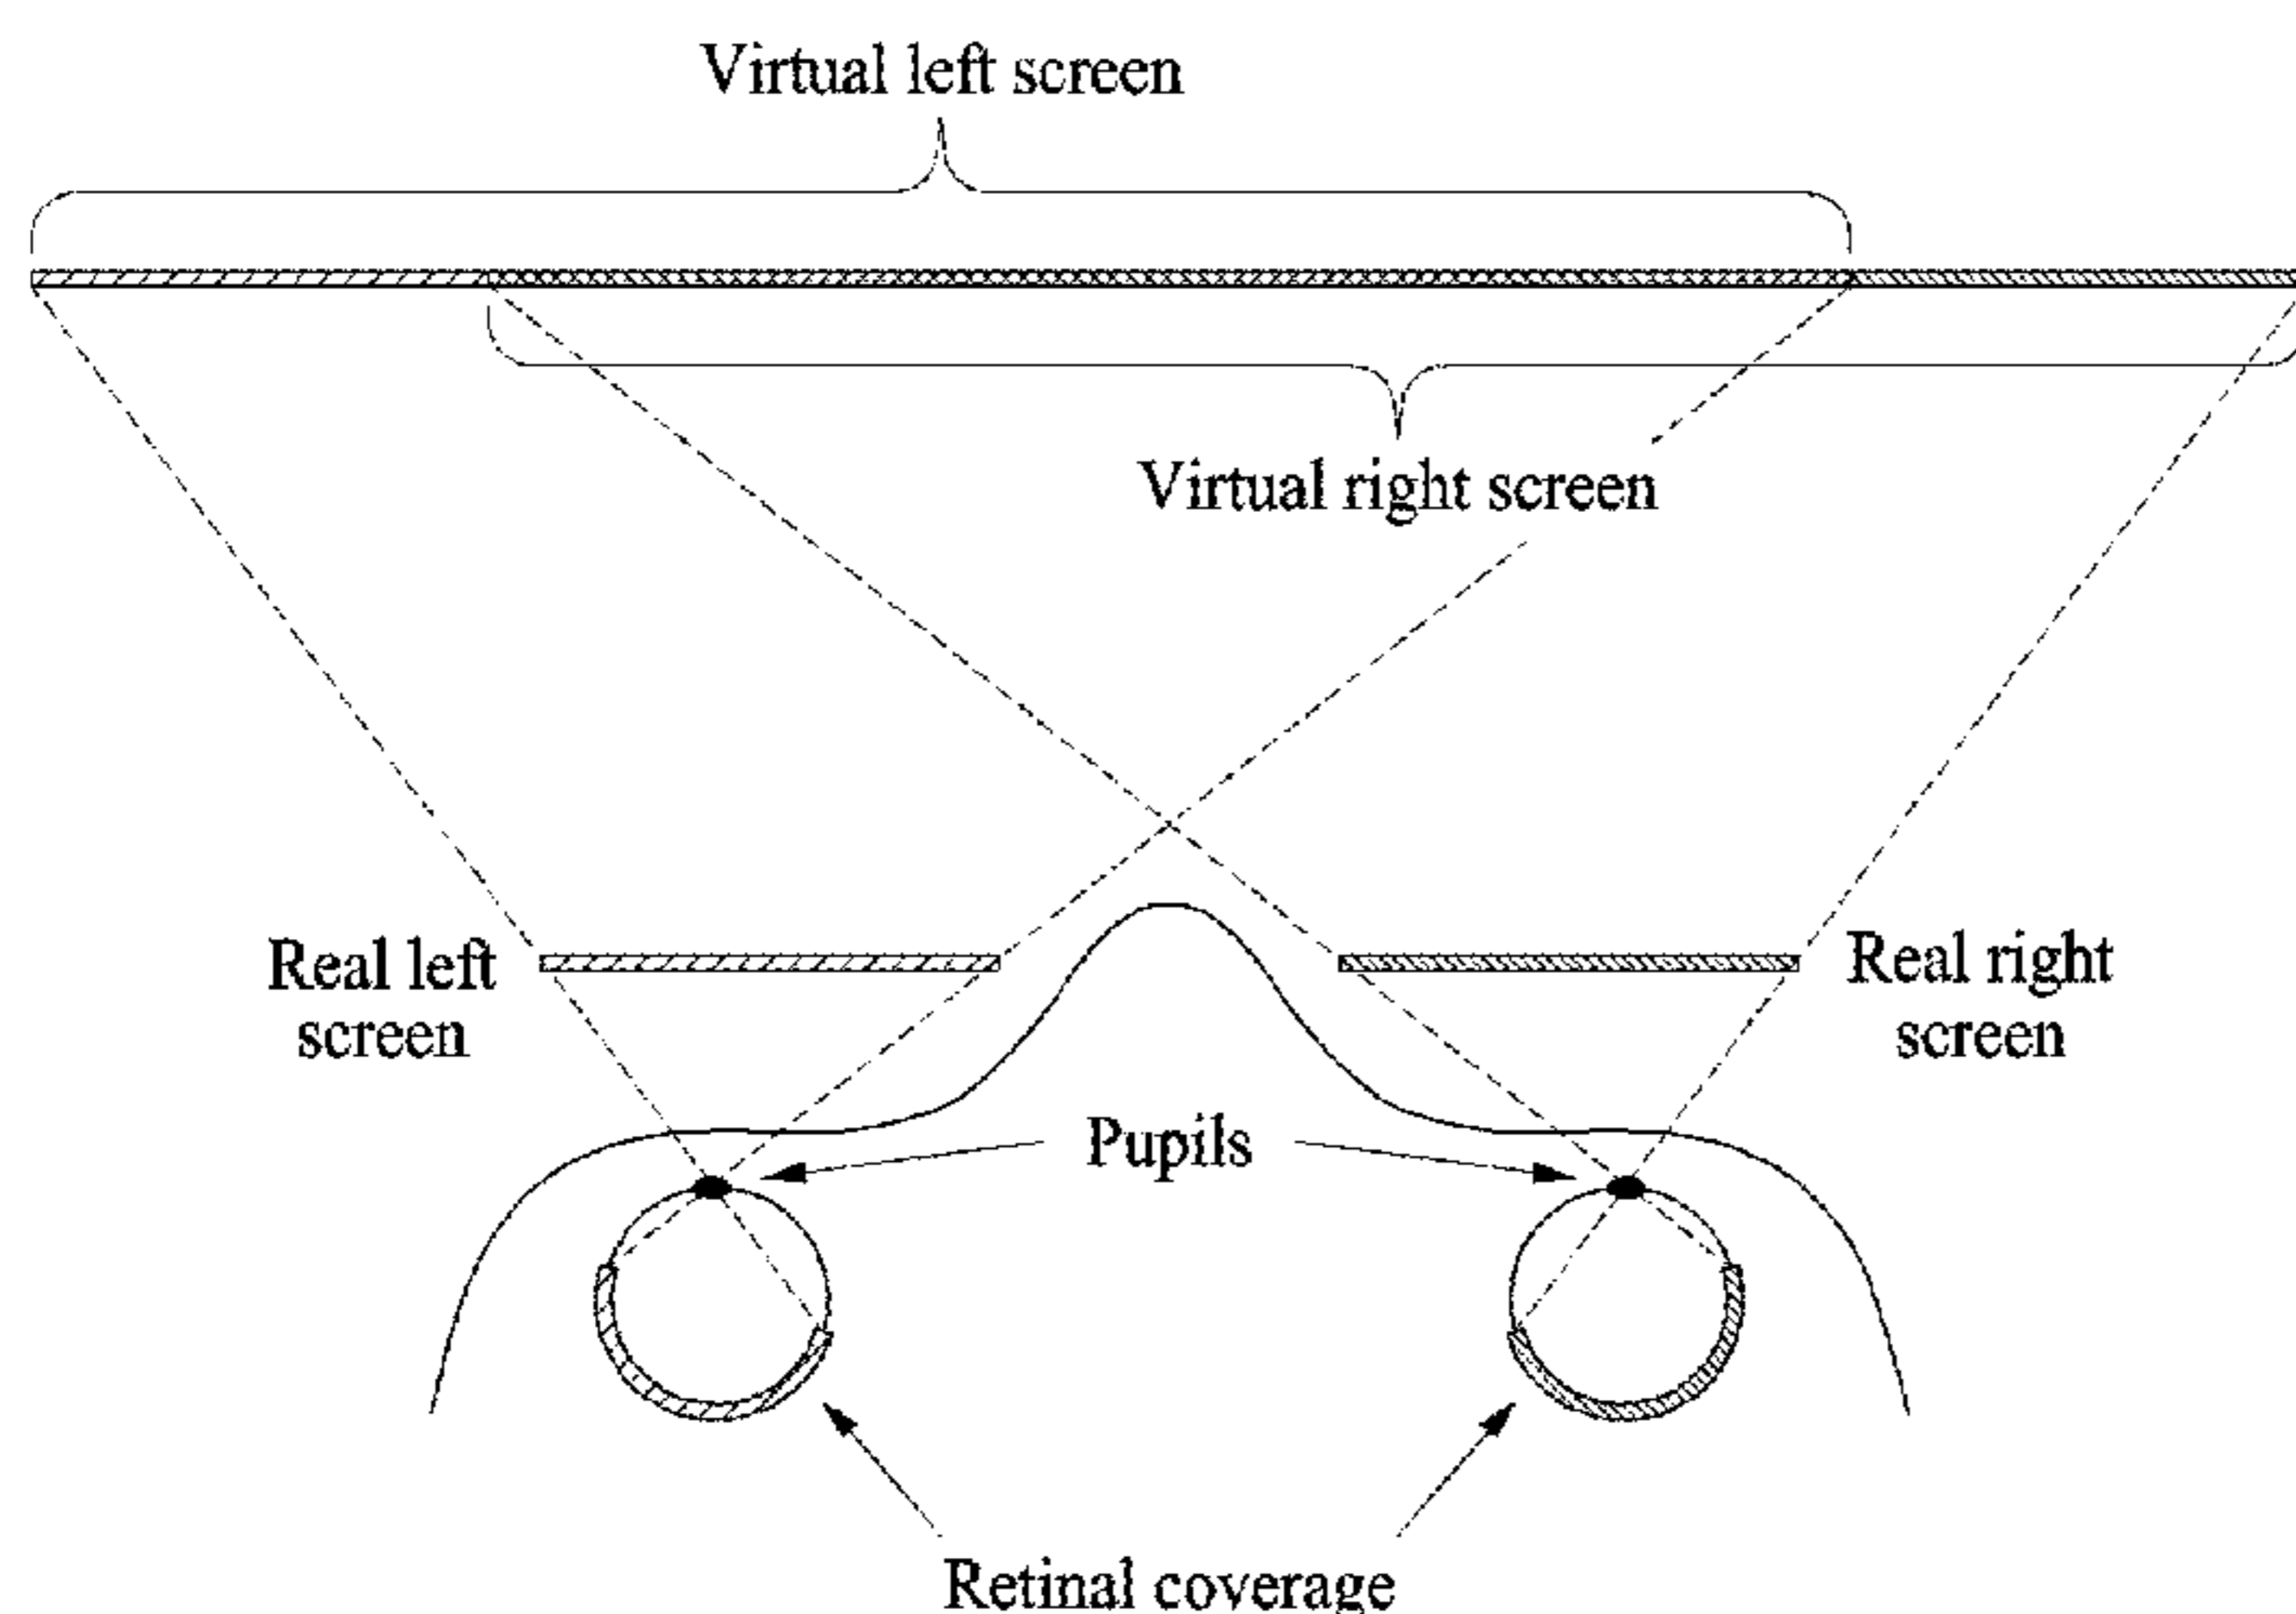 Virtual left screen
Virtual right screen
Real left
screen
Real right
screen
Pupils
Retinal coverage